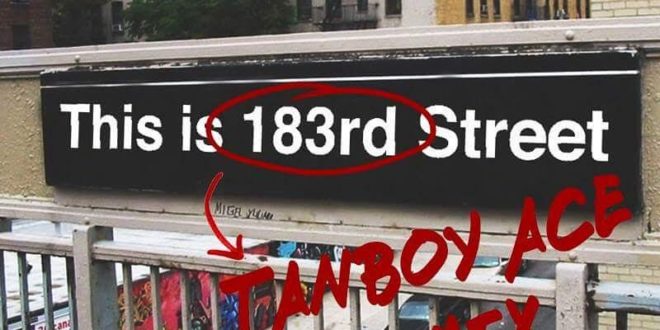 This is 183rd Street
TANBOY ACE